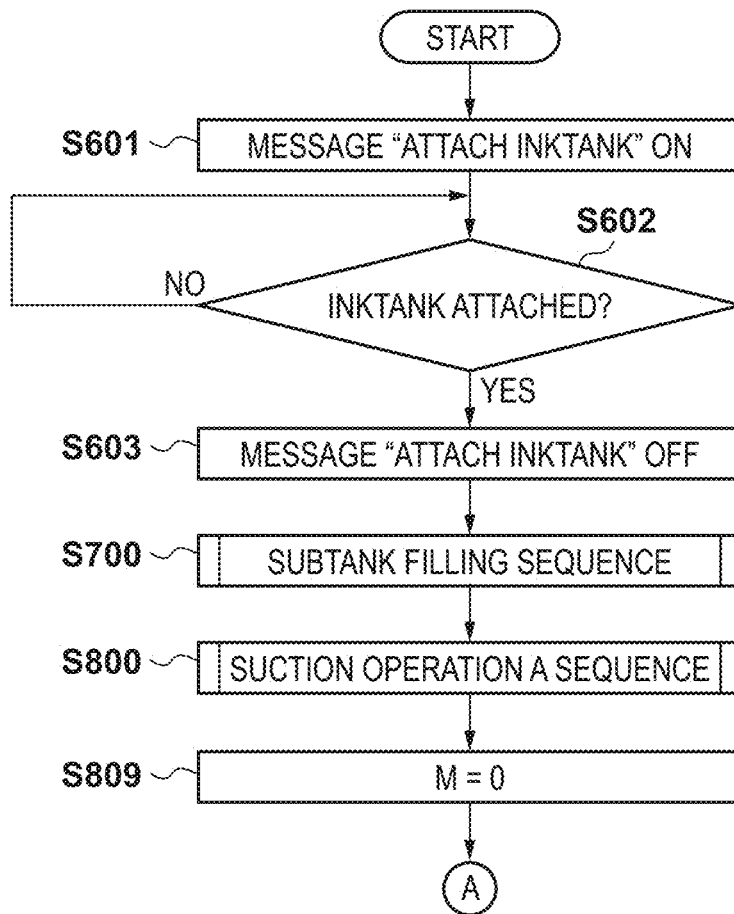 START
S601
MESSAGE "ATTACH INKTANK" ON
S602
NO
INKTANK ATTACHED?
YES
S603
MESSAGE "ATTACH INKTANK" OFF
S700
SUBTANK FILLING SEQUENCE
S800
SUCTION OPERATION A SEQUENCE
S809
M = 0
A